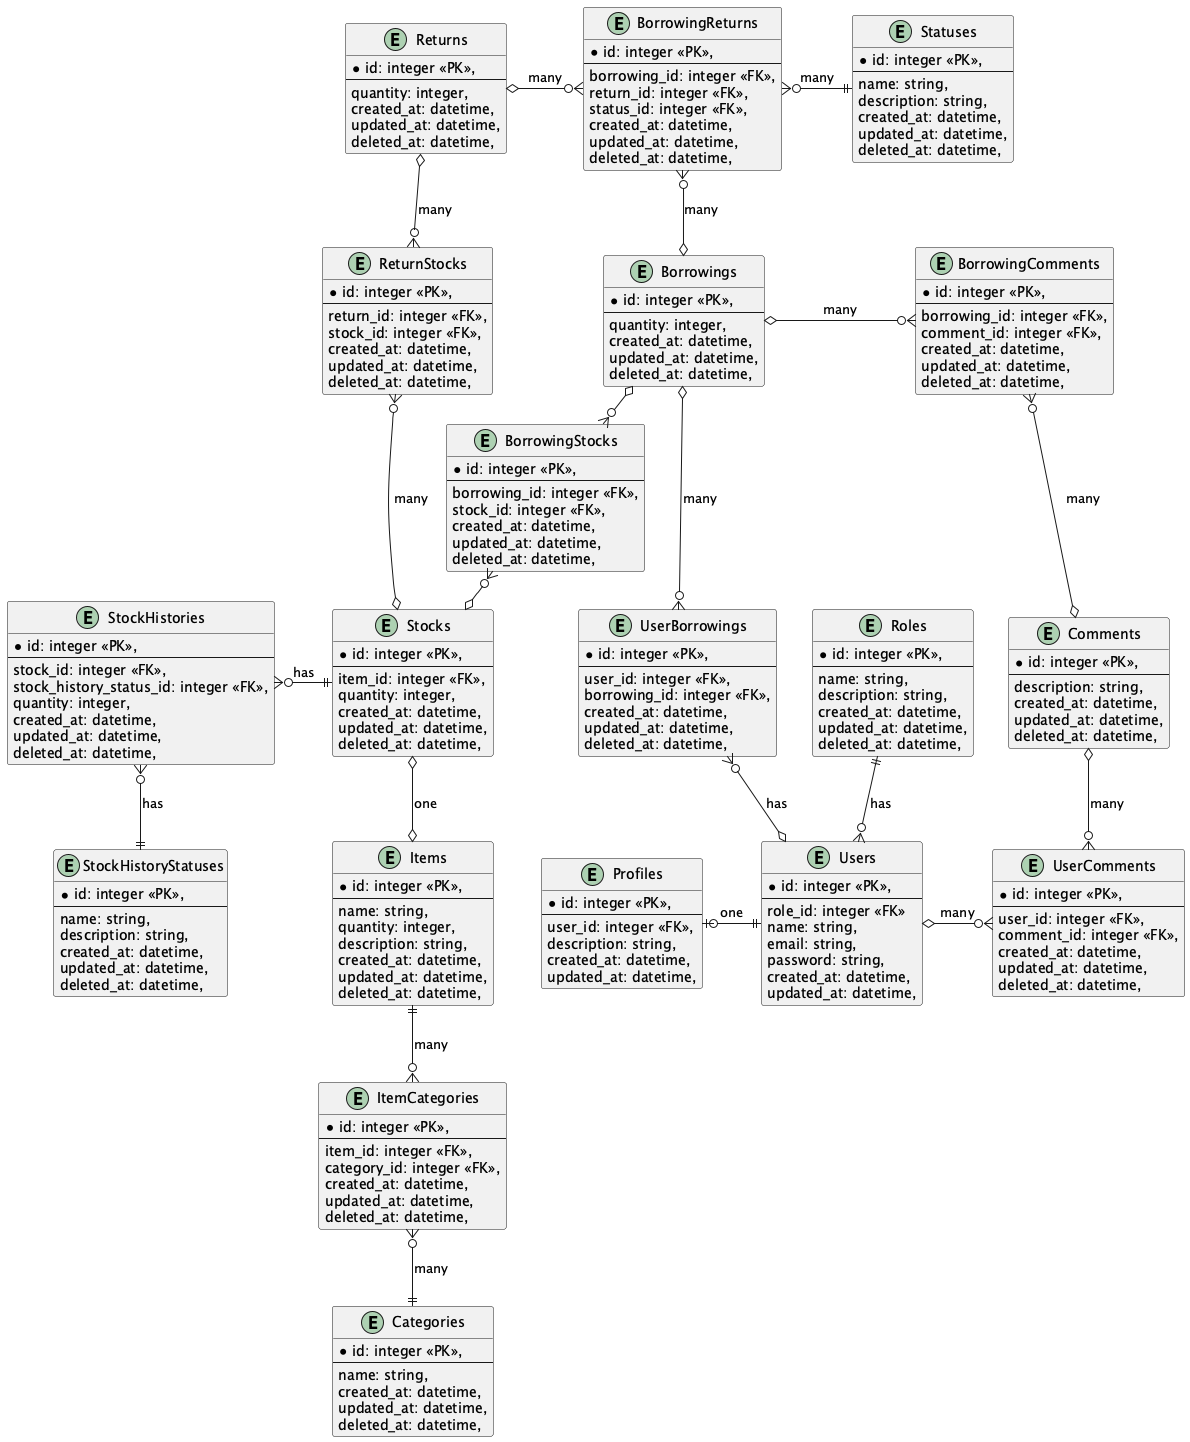 E Returns
* id: integer «PK»,
quantity: integer,
created_at: datetime,
updated_at: datetime,
deleted_at: datetime,
many
E BorrowingReturns
* id: integer «PK»,
borrowing_id: integer «FK»,
return_id: integer «FK»,
status_id: integer «FK»,
created_at: datetime,
updated_at: datetime,
deleted_at: datetime,
many
E Statuses
* id: integer «PK»,
name: string,
description: string,
created_at: datetime,
updated_at: datetime,
deleted_at: datetime,
many
many
E ReturnStocks
* id: integer «PK»,
return_id: integer «FK»,
stock_id: integer «FK»,
created_at: datetime,
updated_at: datetime,
deleted_at: datetime,
E Borrowings
* id: integer «PK»,
quantity: integer,
created_at: datetime,
updated_at: datetime,
deleted_at: datetime,
many
E BorrowingComments
* id: integer «PK»,
borrowing_id: integer «FK»,
comment_id: integer «FK»,
created_at: datetime,
updated_at: datetime,
deleted_at: datetime,
E BorrowingStocks
* id: integer «PK»,
borrowing_id: integer «FK»,
stock_id: integer «FK»,
created_at: datetime,
updated_at: datetime,
deleted_at: datetime,
many
many
many
E StockHistories
* id: integer «PK»,
stock_id: integer «FK»,
stock_history_status_id: integer «FK»,
quantity: integer,
created_at: datetime,
updated_at: datetime,
deleted_at: datetime,
has
E Stocks
* id: integer «PK»,
item_id: integer «FK»,
quantity: integer,
created_at: datetime,
updated_at: datetime,
deleted_at: datetime,
E UserBorrowings
* id: integer «PK»,
user_id: integer «FK»,
borrowing_id: integer «FK»,
created_at: datetime,
updated_at: datetime,
deleted_at: datetime,
E Roles
* id: integer «PK»,
name: string,
description: string,
created_at: datetime,
updated_at: datetime,
deleted_at: datetime,
E Comments
* id: integer «PK»,
description: string,
created_at: datetime,
updated_at: datetime,
deleted_at: datetime,
has
one
has
has
many
E StockHistoryStatuses
* id: integer «PK»,
name: string,
description: string,
created_at: datetime,
updated_at: datetime,
deleted_at: datetime,
E Items
* id: integer «PK»,
name: string,
quantity: integer,
description: string,
created_at: datetime,
updated_at: datetime,
deleted_at: datetime,
E Profiles
* id: integer «PK»,
user_id: integer «FK»,
description: string,
created_at: datetime,
updated_at: datetime,
one
E Users
* id: integer «PK»,
role_id: integer «FK»
name: string,
email: string,
password: string,
created_at: datetime,
updated_at: datetime,
many
E UserComments
* id: integer «PK»,
user_id: integer «FK»,
comment_id: integer «FK»,
created_at: datetime,
updated_at: datetime,
deleted_at: datetime,
many
E ItemCategories
* id: integer «PK»,
item_id: integer «FK»,
category_id: integer «FK»,
created_at: datetime,
updated_at: datetime,
deleted_at: datetime,
many
E Categories
* id: integer «PK»,
name: string,
created_at: datetime,
updated_at: datetime,
deleted_at: datetime,